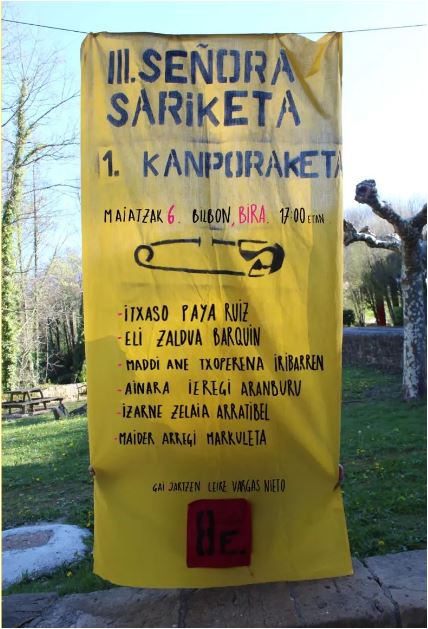 III. SEÑORA
SARiKETA
1. KANPORAKETA
MAIATZAK 6. BILBON, BIRA. 17:00 ETAN
-ITXASO PAYA RUIZ
-ELI ZALDUA BARQUIN
-MADDI ANE TXOPERENA IRIBARREN
-AINARA IZREGI ARANBURU
-IZARNE ZELAIA ARRATIBEL
-MAIDER ARREGI MARKULETA
GAI JARTZEN LEIRE VARGAS NIETO
8E.